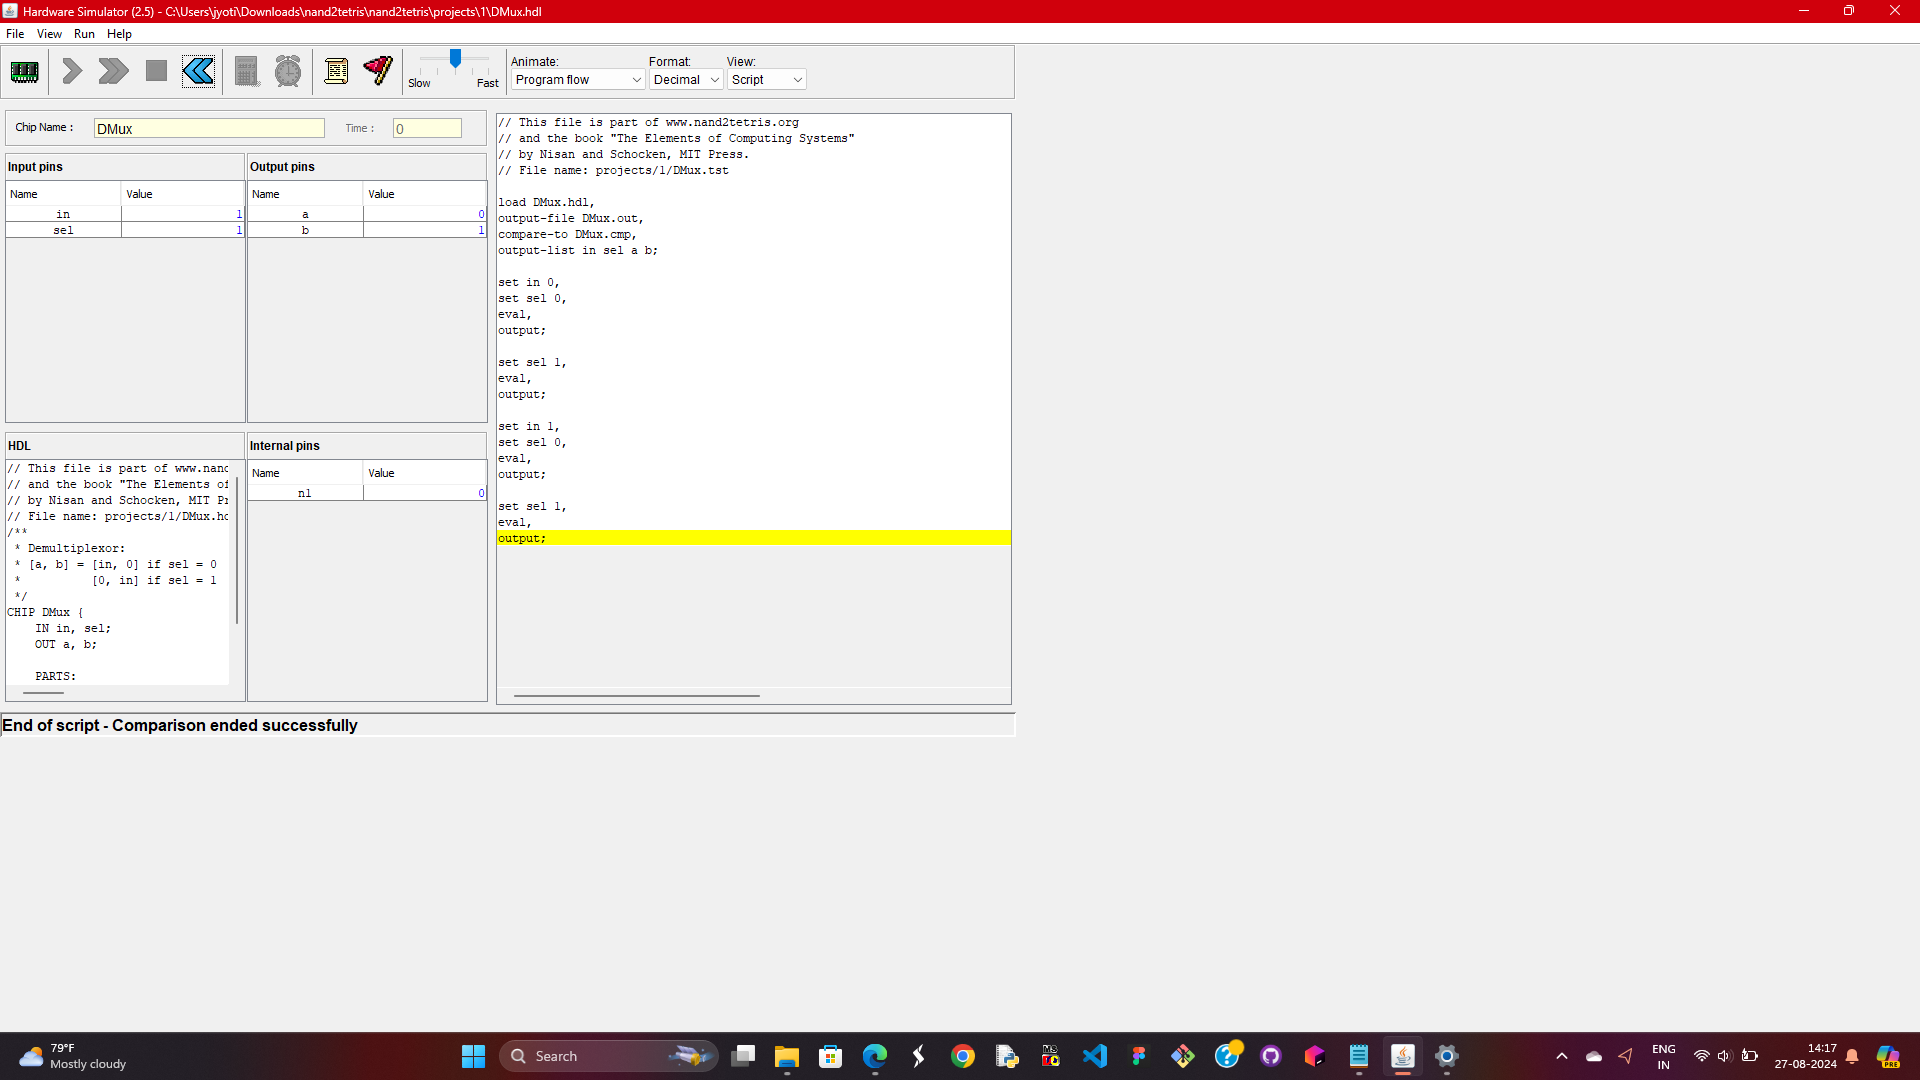 Hardware Simulator (2.5) - C:\Users\jyoti\Downloads\nand2tetris\nand2tetris\projects\1\DMux.hdl
File View Run Help
Slow Fast
Animate:
Program flow
Format:
Decimal
View:
Script
Chip Name :
DMux
Time :
0
Input pins
Name Value
in 1
sel 1
Output pins
Name Value
a 0
b 1
HDL
// This file is part of www.nand
// and the book "The Elements of
// by Nisan and Schocken, MIT Pr
// File name: projects/1/DMux.hd
/**
* Demultiplexor:
* [a, b] = [in, 0] if sel = 0
* [0, in] if sel = 1
*/
CHIP DMux {
IN in, sel;
OUT a, b;
PARTS:
Internal pins
Name Value
n1 0
// This file is part of www.nand2tetris.org
// and the book "The Elements of Computing Systems"
// by Nisan and Schocken, MIT Press.
// File name: projects/1/DMux.tst
load DMux.hdl,
output-file DMux.out,
compare-to DMux.cmp,
output-list in sel a b;
set in 0,
set sel 0,
eval,
output;
set sel 1,
eval,
output;
set in 1,
set sel 0,
eval,
output;
set sel 1,
eval,
output;
End of script - Comparison ended successfully
79°F
Mostly cloudy
Search
ENG
IN
14:17
27-08-2024
PRE